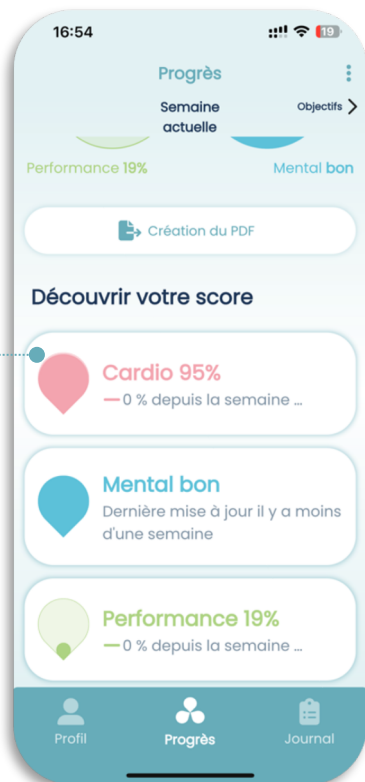 16:54
19
Progrès
Semaine
actuelle
Objectifs
Performance 19%
Mental bon
Création du PDF
Découvrir votre score
Cardio 95%
0 % depuis la semaine ...
Mental bon
Dernière mise à jour il y a moins
d'une semaine
Performance 19%
0 % depuis la semaine ...
Profil
Progrès
Journal